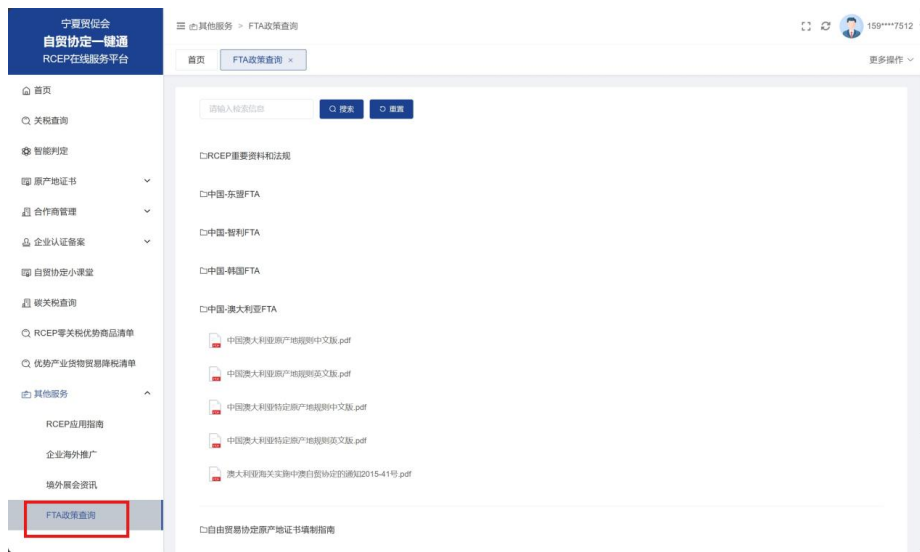 宁夏贸促会
自贸协定一键通
RCEP在线服务平台
其他服务 > FTA政策查询
159****7512
首页
FTA政策查询 ×
更多操作
首页
关税查询
智能判定
原产地证书
合作商管理
企业认证备案
自贸协定小课堂
碳关税查询
RCEP零关税优势商品清单
优势产业货物贸易降税清单
其他服务
RCEP应用指南
企业海外推广
境外展会资讯
FTA政策查询
请输入检索信息
搜索
重置
RCEP重要资料和法规
中国-东盟FTA
中国-智利FTA
中国-韩国FTA
中国-澳大利亚FTA
中国澳大利亚原产地规则中文版.pdf
中国澳大利亚原产地规则英文版.pdf
中国澳大利亚特定原产地规则中文版.pdf
中国澳大利亚特定原产地规则英文版.pdf
澳大利亚海关实施中澳自贸协定的通知2015-41号.pdf
自由贸易协定原产地证书填制指南